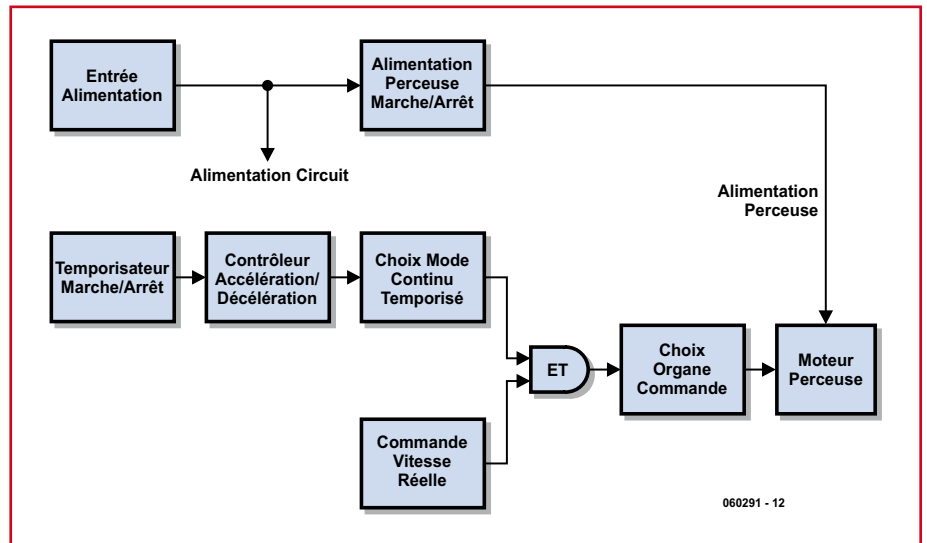 Entrée
Alimentation
Alimentation
Perceuse
Marche/Arrêt
Alimentation Circuit
Alimentation
Perceuse
Temporisateur
Marche/Arrêt
Contrôleur
Accélération/
Décélération
Choix Mode
Continu
Temporisé
ET
Choix
Organe
Commande
Moteur
Perceuse
Commande
Vitesse
Réelle
060291 - 12